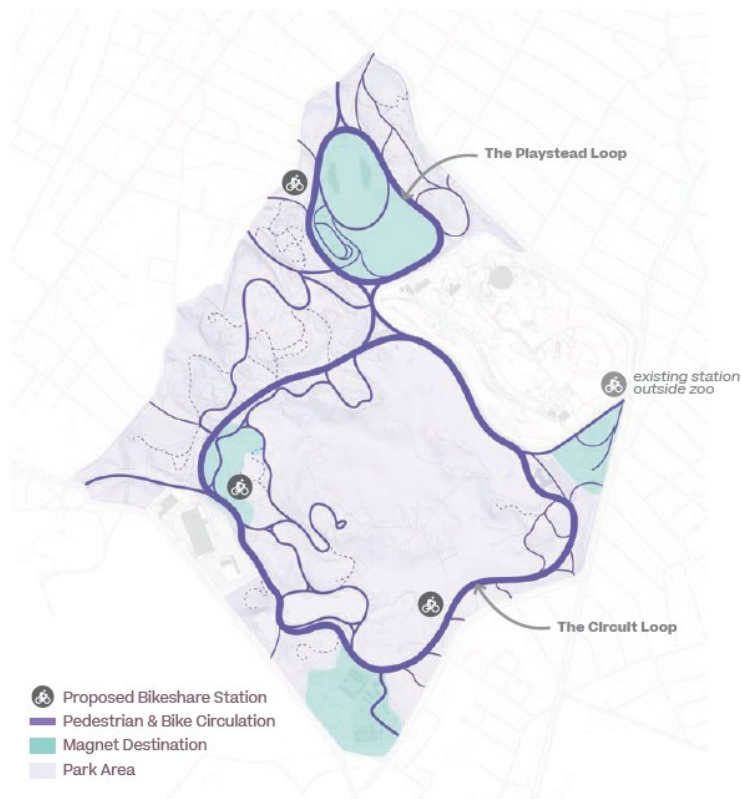 The Playstead Loop
existing station
outside zoo
The Circuit Loop
Proposed Bikeshare Station
Pedestrian & Bike Circulation
Magnet Destination
Park Area